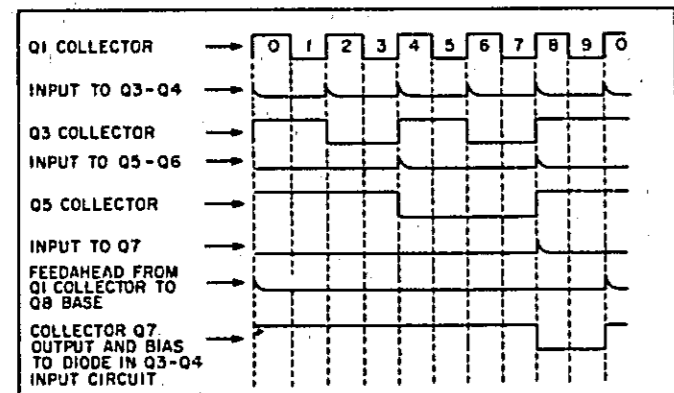 Q1 COLLECTOR
0 1 2 3 4 5 6 7 8 9 0
INPUT TO Q3-Q4
Q3 COLLECTOR
INPUT TO Q5-Q6
Q5 COLLECTOR
INPUT TO Q7
FEEDAHEAD FROM
Q1 COLLECTOR TO
Q8 BASE
COLLECTOR Q7
OUTPUT AND BIAS
TO DIODE IN Q3-Q4
INPUT CIRCUIT